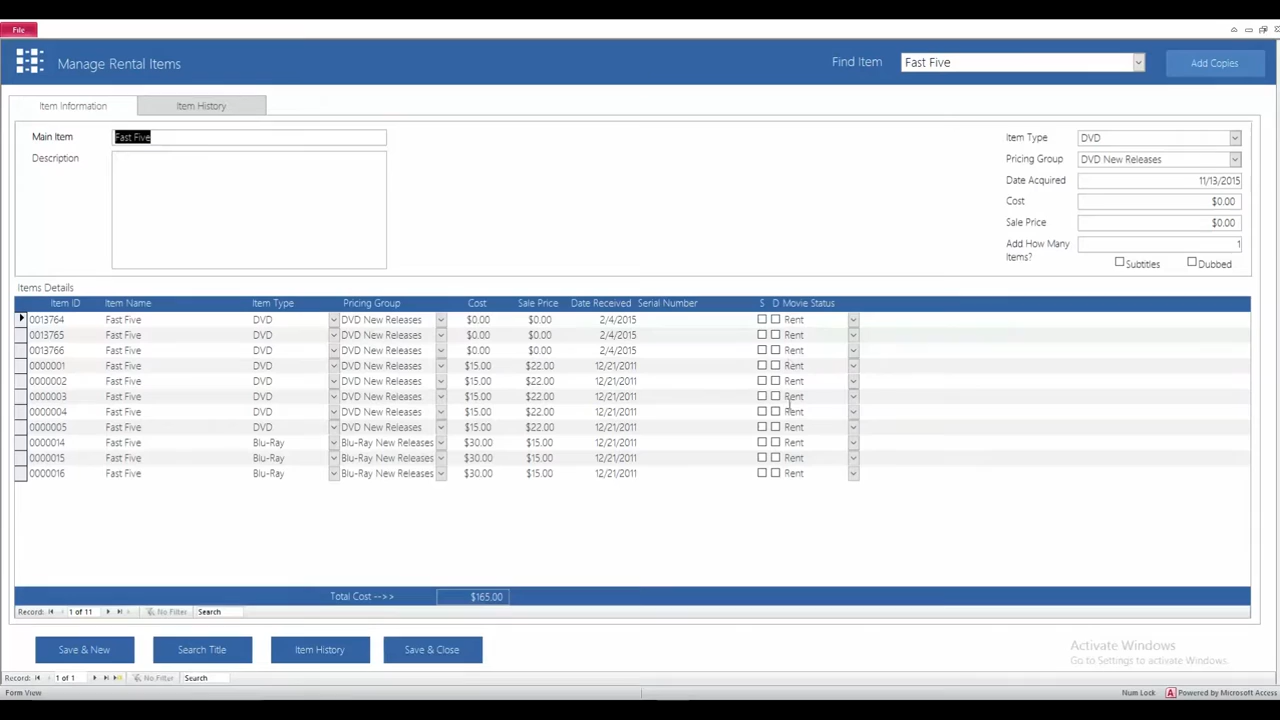 File
Manage Rental Items
Find Item Fast Five Add Copies
Item Information Item History
Main Item Fast Five
Description
Item Type DVD
Pricing Group DVD New Releases
Date Acquired 11/13/2015
Cost $0.00
Sale Price $0.00
Add How Many Items? 1
Subtitles Dubbed
Items Details
Item ID Item Name Item Type Pricing Group Cost Sale Price Date Received Serial Number S D Movie Status
0013764 Fast Five DVD DVD New Releases $0.00 $0.00 2/4/2015 Rent
0013765 Fast Five DVD DVD New Releases $0.00 $0.00 2/4/2015 Rent
0013766 Fast Five DVD DVD New Releases $0.00 $0.00 2/4/2015 Rent
0000001 Fast Five DVD DVD New Releases $15.00 $22.00 12/21/2011 Rent
0000002 Fast Five DVD DVD New Releases $15.00 $22.00 12/21/2011 Rent
0000003 Fast Five DVD DVD New Releases $15.00 $22.00 12/21/2011 Rent
0000004 Fast Five DVD DVD New Releases $15.00 $22.00 12/21/2011 Rent
0000005 Fast Five DVD DVD New Releases $15.00 $22.00 12/21/2011 Rent
0000014 Fast Five Blu-Ray Blu-Ray New Releases $30.00 $15.00 12/21/2011 Rent
0000015 Fast Five Blu-Ray Blu-Ray New Releases $30.00 $15.00 12/21/2011 Rent
0000016 Fast Five Blu-Ray Blu-Ray New Releases $30.00 $15.00 12/21/2011 Rent
Total Cost -->> $165.00
Record: 1 of 11 No Filter Search
Save & New Search Title Item History Save & Close
Activate Windows
Go to Settings to activate Windows.
Record: 1 of 1 No Filter Search
Form View Num Lock A Powered by Microsoft Access